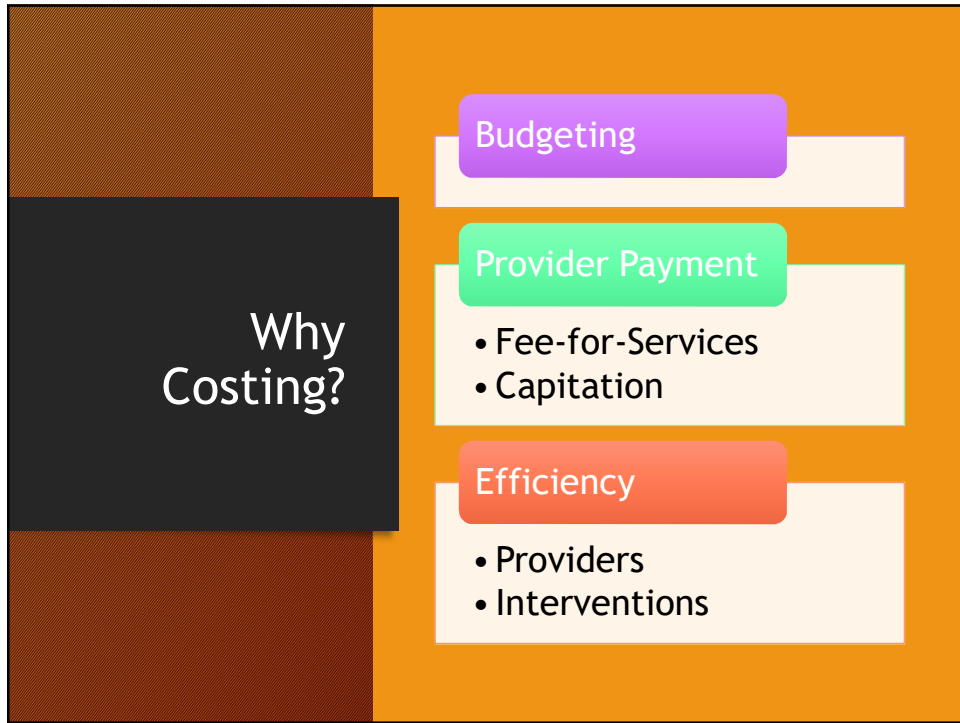 Why
Costing?
Budgeting
Provider Payment
• Fee-for-Services
• Capitation
Efficiency
• Providers
• Interventions